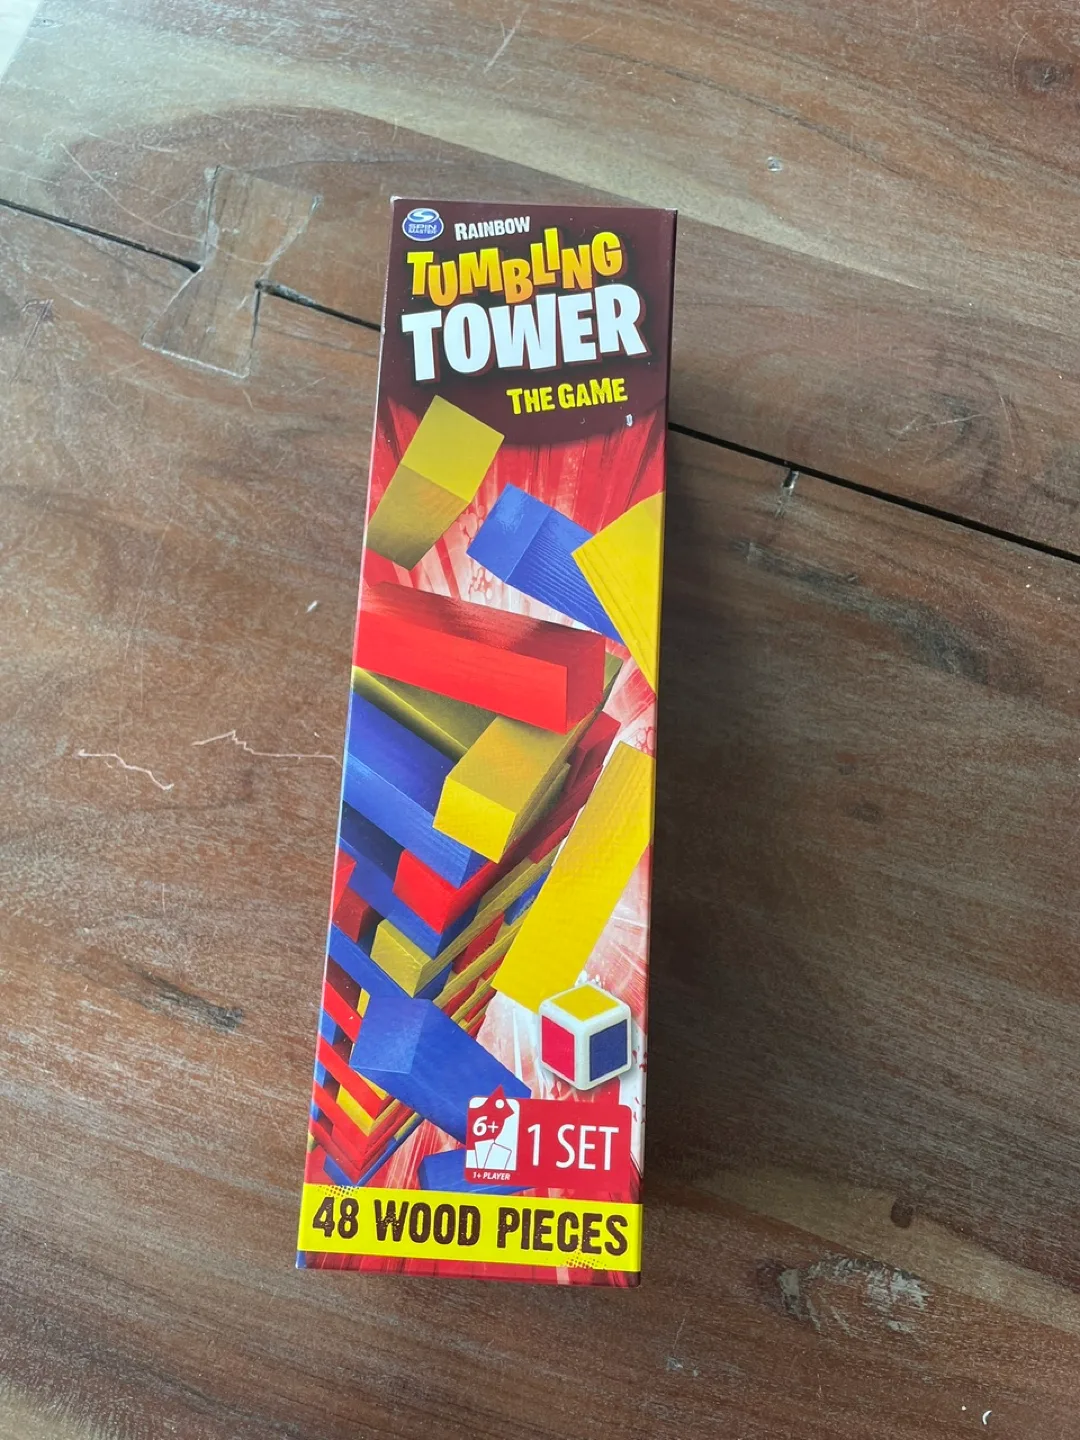 SPIN
MASTER
RAINBOW
TUMBLING
TOWER
THE GAME
6+
1+ PLAYER
1 SET
48 WOOD PIECES